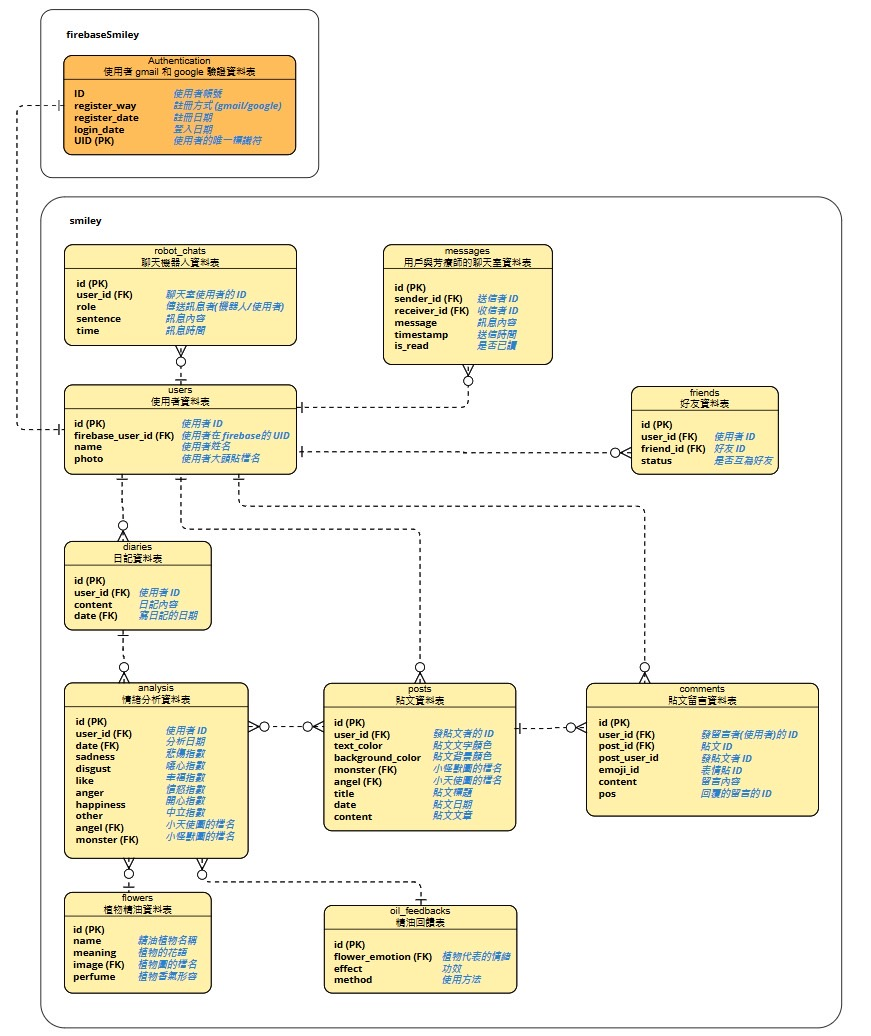 firebaseSmiley
Authentication
使用者 gmail 和 google 驗證資料表
ID 使用者帳號
register_way 註冊方式 (gmail/google)
register_date 註冊日期
login_date 登入日期
UID (PK) 使用者的唯一標識符
smiley
robot_chats
聊天機器人資料表
id (PK)
user_id (FK) 聊天室使用者的 ID
role 傳送訊息者(機器人/使用者)
sentence 訊息內容
time 訊息時間
messages
用戶與芳療師的聊天室資料表
id (PK)
sender_id (FK) 送信者 ID
receiver_id (FK) 收信者 ID
message 訊息內容
timestamp 送信時間
is_read 是否已讀
users
使用者資料表
id (PK) 使用者 ID
firebase_user_id (FK) 使用者在 firebase的 UID
name 使用者姓名
photo 使用者大頭貼檔名
friends
好友資料表
id (PK)
user_id (FK) 使用者 ID
friend_id (FK) 好友 ID
status 是否互為好友
diaries
日記資料表
id (PK)
user_id (FK) 使用者 ID
content 日記內容
date (FK) 寫日記的日期
analysis
情緒分析資料表
id (PK)
user_id (FK) 使用者 ID
date (FK) 分析日期
sadness 悲傷指數
disgust 噁心指數
like 幸福指數
anger 憤怒指數
happiness 開心指數
other 中立指數
angel (FK) 小天使圖的檔名
monster (FK) 小怪獸圖的檔名
posts
貼文資料表
id (PK)
user_id (FK) 發貼文者的 ID
text_color 貼文文字顏色
background_color 貼文背景顏色
monster (FK) 小怪獸圖的檔名
angel (FK) 小天使圖的檔名
title 貼文標題
date 貼文日期
content 貼文文章
comments
貼文留言資料表
id (PK)
user_id (FK) 發留言者(使用者)的 ID
post_id (FK) 貼文 ID
post_user_id 發貼文者 ID
emoji_id 表情貼 ID
content 留言內容
pos 回覆的留言的 ID
flowers
植物精油資料表
id (PK)
name 精油植物名稱
meaning 植物的花語
image (FK) 植物圖的檔名
perfume 植物香氣形容
oil_feedbacks
精油回饋表
id (PK)
flower_emotion (FK) 植物代表的情緒
effect 功效
method 使用方法